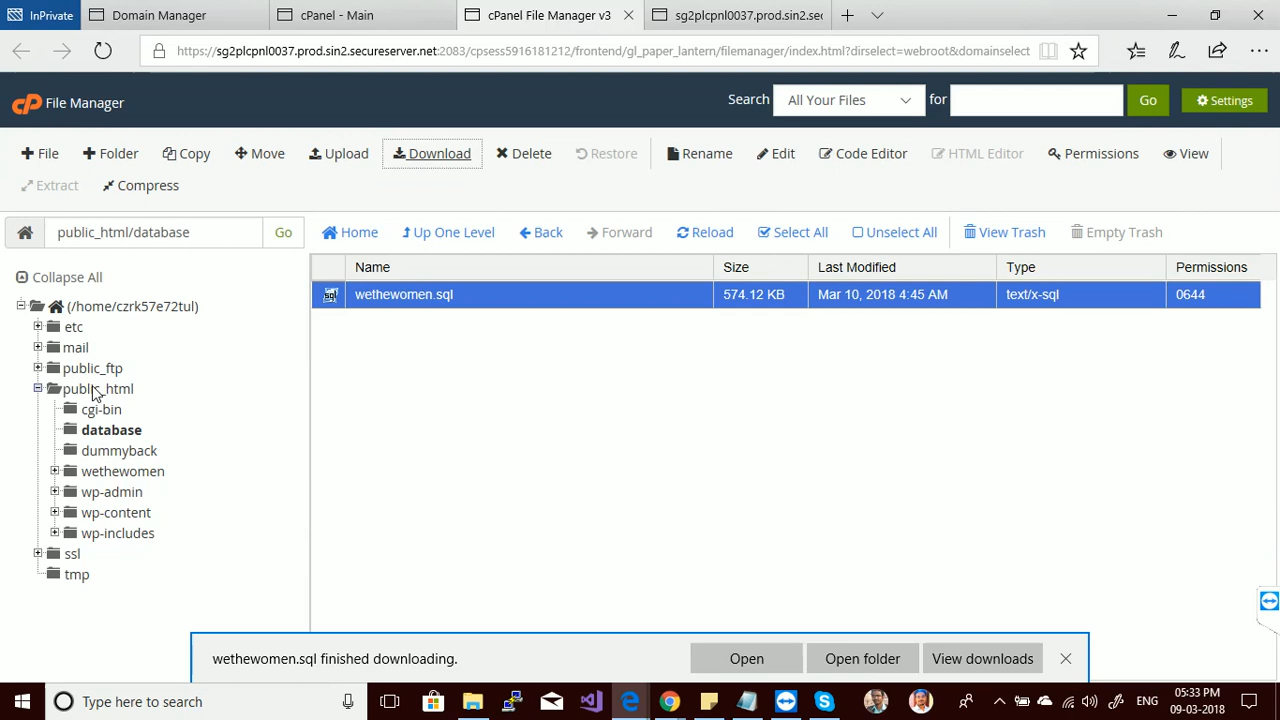 InPrivate
Domain Manager
cPanel - Main
cPanel File Manager v3
sg2plcpnl0037.prod.sin2.sec
https://sg2plcpnl0037.prod.sin2.secureserver.net:2083/cpsess5916181212/frontend/gl_paper_lantern/filemanager/index.html?dirselect=webroot&domainselect
cP File Manager
Search All Your Files for Go Settings
File Folder Copy Move Upload Download Delete Restore Rename Edit Code Editor HTML Editor Permissions View
Extract Compress
public_html/database Go
Home Up One Level Back Forward Reload Select All Unselect All View Trash Empty Trash
Collapse All
(/home/czrk57e72tul)
etc
mail
public_ftp
public_html
cgi-bin
database
dummyback
wethewomen
wp-admin
wp-content
wp-includes
ssl
tmp
Name Size Last Modified Type Permissions
sql wethewomen.sql 574.12 KB Mar 10, 2018 4:45 AM text/x-sql 0644
wethewomen.sql finished downloading. Open Open folder View downloads
Type here to search
ENG
05:33 PM
09-03-2018